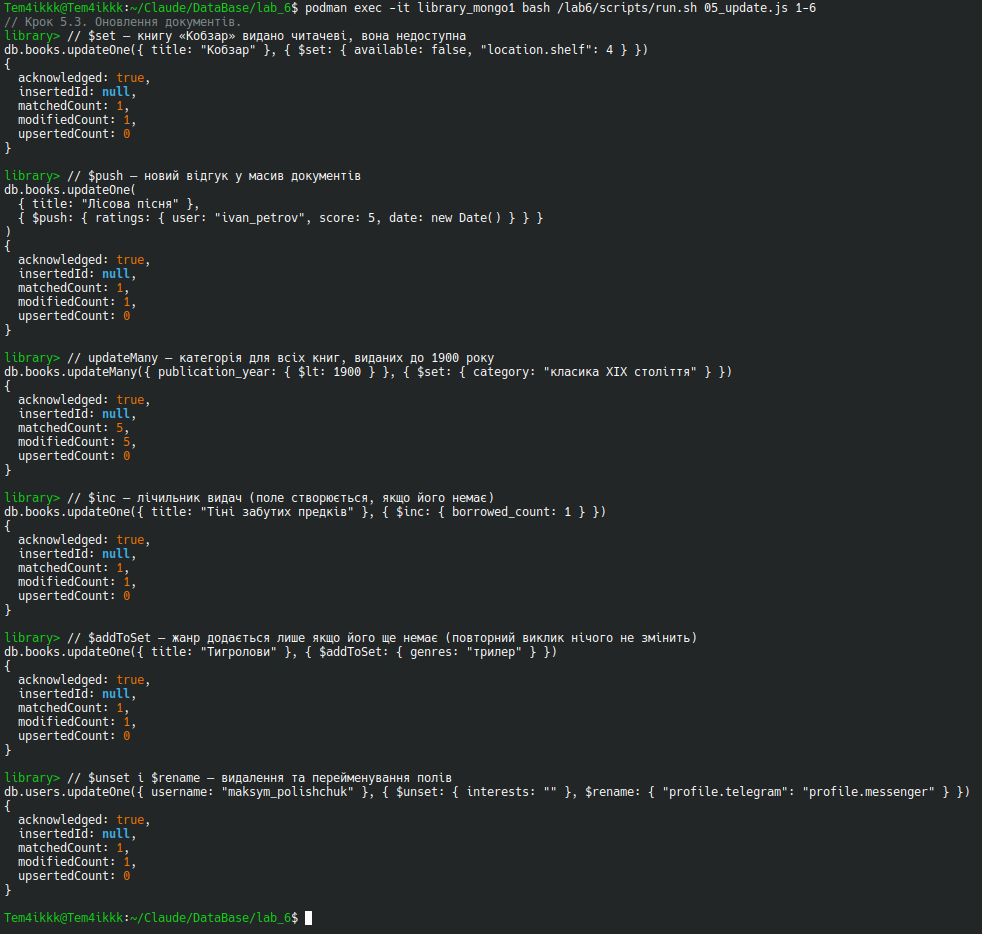 Tem4ikkk@Tem4ikkk:~/Claude/DataBase/lab_6$ podman exec -it library_mongo1 bash /lab6/scripts/run.sh 05_update.js 1-6
// Крок 5.3. Оновлення документів.
library> // $set — книгу «Кобзар» видано читачеві, вона недоступна
db.books.updateOne({ title: "Кобзар" }, { $set: { available: false, "location.shelf": 4 } })
{
  acknowledged: true,
  insertedId: null,
  matchedCount: 1,
  modifiedCount: 1,
  upsertedCount: 0
}

library> // $push — новий відгук у масив документів
db.books.updateOne(
  { title: "Лісова пісня" },
  { $push: { ratings: { user: "ivan_petrov", score: 5, date: new Date() } } }
)
{
  acknowledged: true,
  insertedId: null,
  matchedCount: 1,
  modifiedCount: 1,
  upsertedCount: 0
}

library> // updateMany — категорія для всіх книг, виданих до 1900 року
db.books.updateMany({ publication_year: { $lt: 1900 } }, { $set: { category: "класика XIX століття" } })
{
  acknowledged: true,
  insertedId: null,
  matchedCount: 5,
  modifiedCount: 5,
  upsertedCount: 0
}

library> // $inc — лічильник видач (поле створюється, якщо його немає)
db.books.updateOne({ title: "Тіні забутих предків" }, { $inc: { borrowed_count: 1 } })
{
  acknowledged: true,
  insertedId: null,
  matchedCount: 1,
  modifiedCount: 1,
  upsertedCount: 0
}

library> // $addToSet — жанр додається лише якщо його ще немає (повторний виклик нічого не змінить)
db.books.updateOne({ title: "Тигролови" }, { $addToSet: { genres: "трилер" } })
{
  acknowledged: true,
  insertedId: null,
  matchedCount: 1,
  modifiedCount: 1,
  upsertedCount: 0
}

library> // $unset і $rename — видалення та перейменування полів
db.users.updateOne({ username: "maksym_polishchuk" }, { $unset: { interests: "" }, $rename: { "profile.telegram": "profile.messenger" } })
{
  acknowledged: true,
  insertedId: null,
  matchedCount: 1,
  modifiedCount: 1,
  upsertedCount: 0
}

Tem4ikkk@Tem4ikkk:~/Claude/DataBase/lab_6$